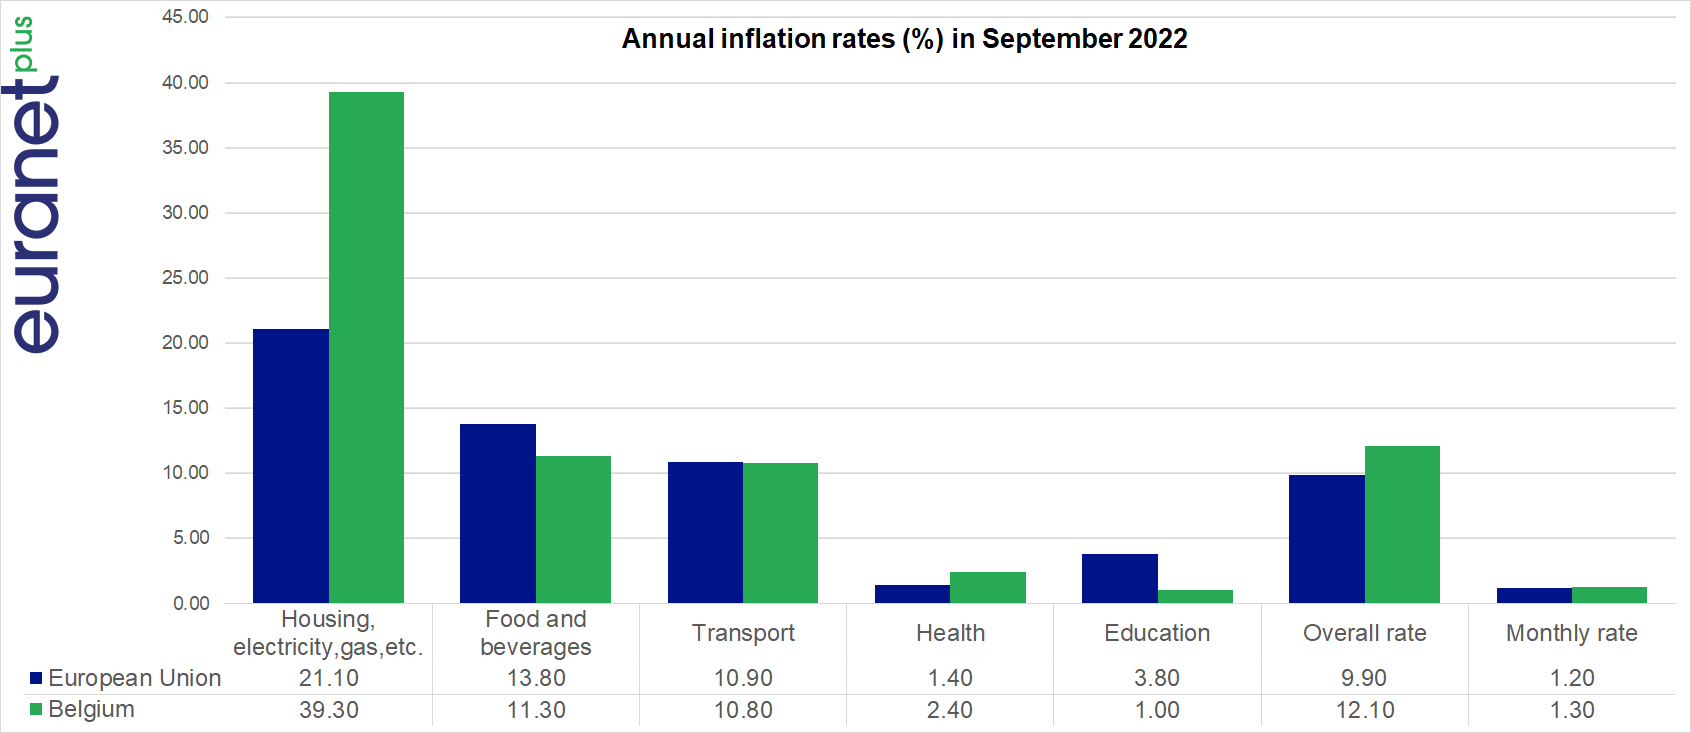 euranet plus
Annual inflation rates (%) in September 2022
45.00
40.00
35.00
30.00
25.00
20.00
15.00
10.00
5.00
0.00
Housing, electricity,gas,etc. Food and beverages Transport Health Education Overall rate Monthly rate
European Union 21.10 13.80 10.90 1.40 3.80 9.90 1.20
Belgium 39.30 11.30 10.80 2.40 1.00 12.10 1.30